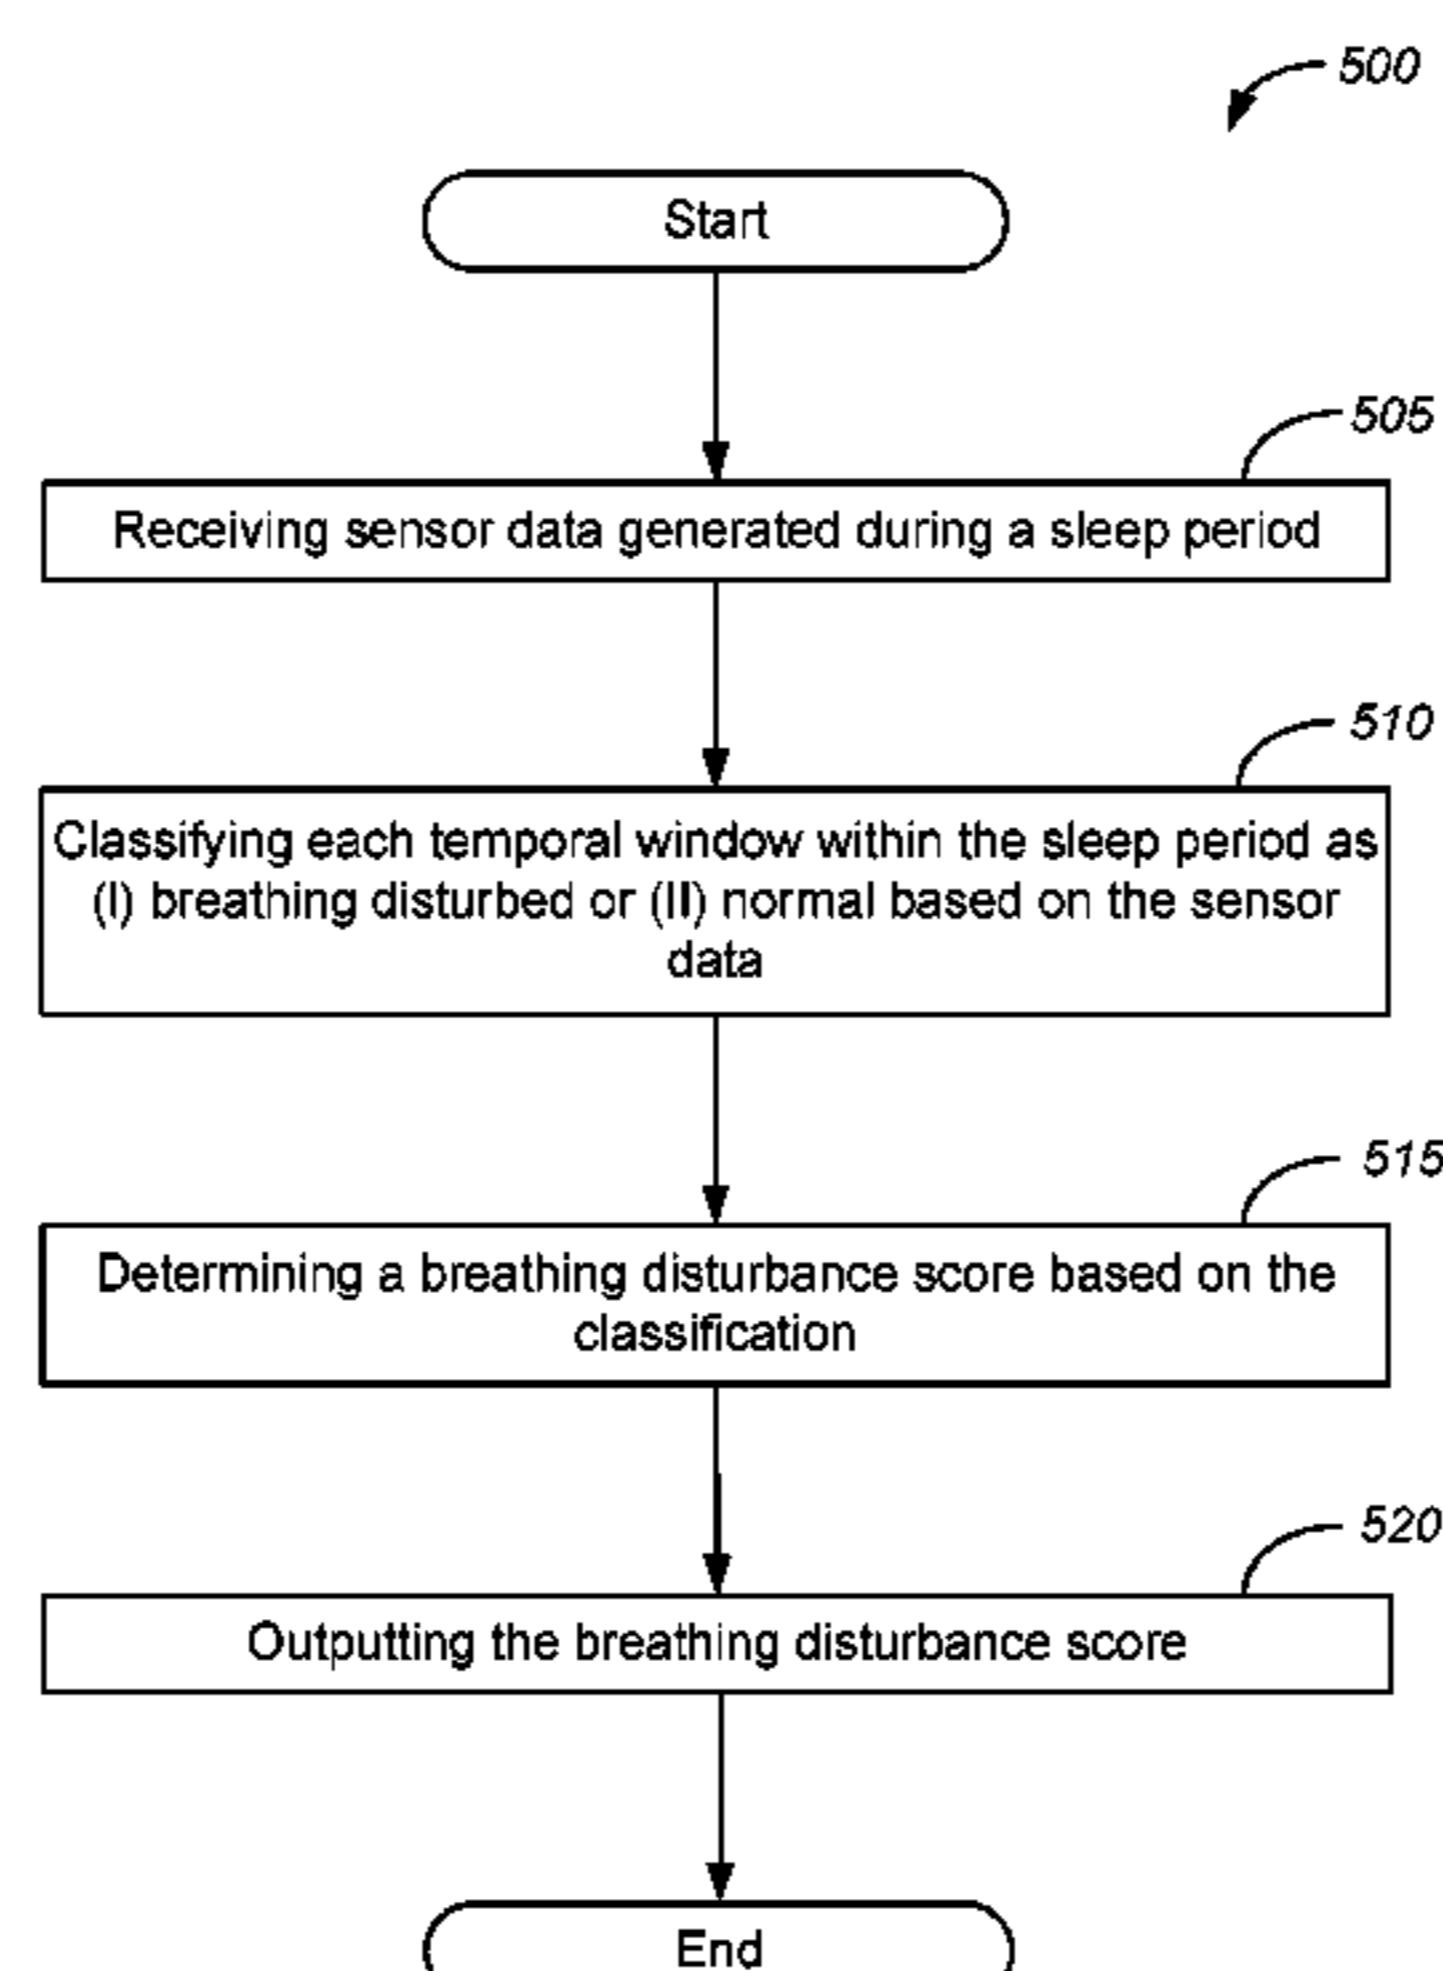 500
Start
505
Receiving sensor data generated during a sleep period
510
Classifying each temporal window within the sleep period as
(I) breathing disturbed or (II) normal based on the sensor
data
515
Determining a breathing disturbance score based on the
classification
520
Outputting the breathing disturbance score
End